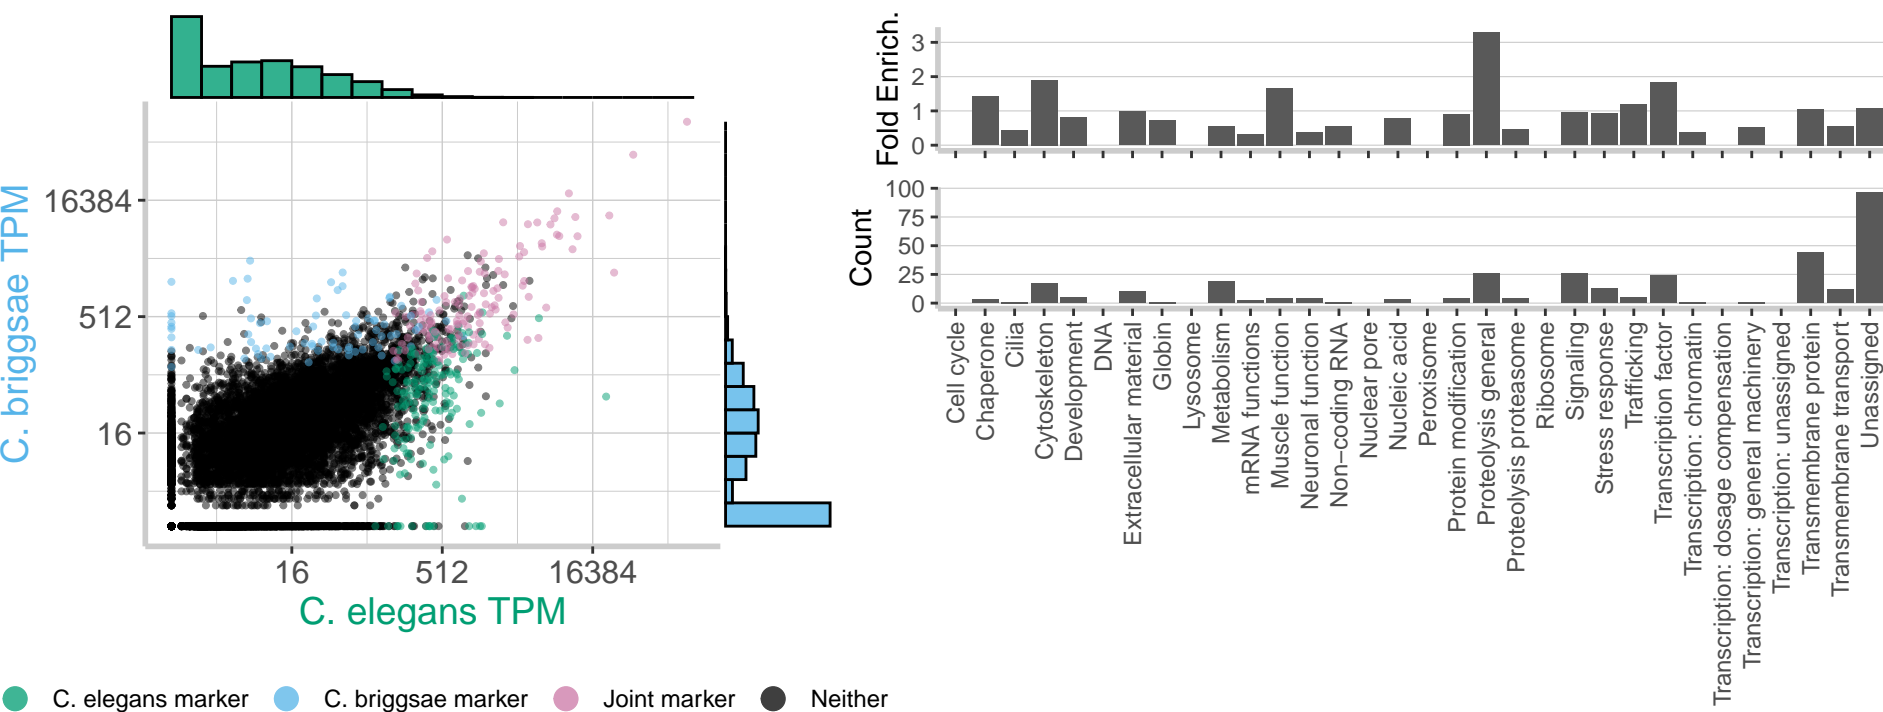 C. briggsae TPM
16384
512
16
16
512
16384
C. elegans TPM
C. elegans marker
C. briggsae marker
Joint marker
Neither
Fold Enrich.
3
2
1
0
Count
100
75
50
25
0
Cell cycle
Chaperone
Cilia
Cytoskeleton
Development
DNA
Extracellular material
Globin
Lysosome
Metabolism
mRNA functions
Muscle function
Neuronal function
Non−coding RNA
Nuclear pore
Nucleic acid
Peroxisome
Protein modification
Proteolysis general
Proteolysis proteasome
Ribosome
Signaling
Stress response
Trafficking
Transcription factor
Transcription: chromatin
Transcription: dosage compensation
Transcription: general machinery
Transcription: unassigned
Transmembrane protein
Transmembrane transport
Unassigned